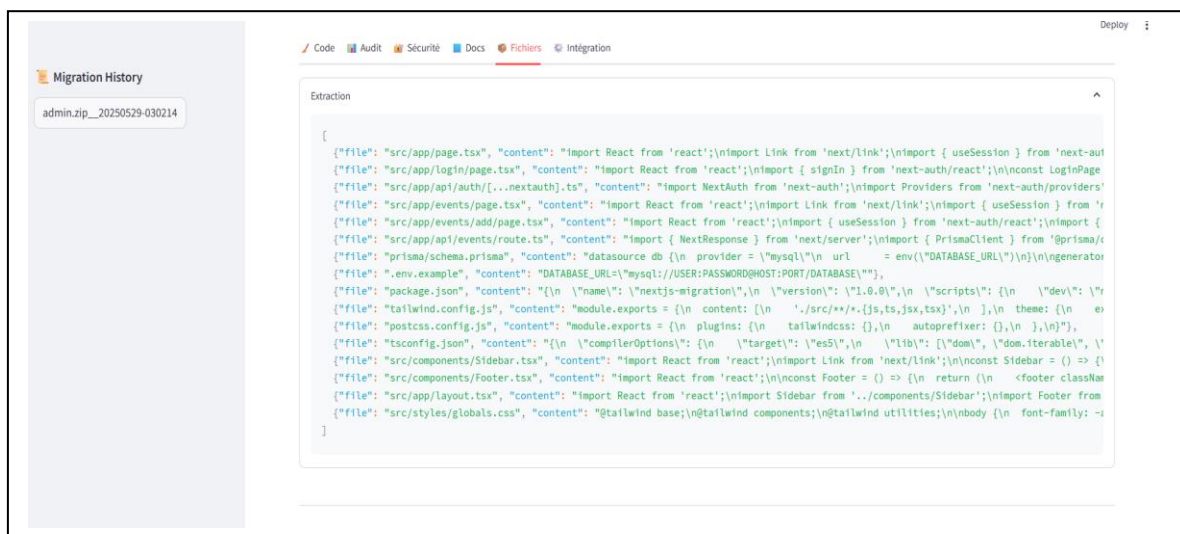 Deploy
Code Audit Sécurité Docs Fichiers Intégration
Migration History
admin.zip__20250529-030214
Extraction
[
{"file": "src/app/page.tsx", "content": "import React from 'react';\nimport Link from 'next/link';\nimport { useSession } from 'next-aut
{"file": "src/app/login/page.tsx", "content": "import React from 'react';\nimport { signIn } from 'next-auth/react';\n\nconst LoginPage
{"file": "src/app/api/auth/[...nextauth].ts", "content": "import NextAuth from 'next-auth';\nimport Providers from 'next-auth/providers'
{"file": "src/app/events/page.tsx", "content": "import React from 'react';\nimport Link from 'next/link';\nimport { useSession } from 'n
{"file": "src/app/events/add/page.tsx", "content": "import React from 'react';\nimport { useSession } from 'next-auth/react';\nimport {
{"file": "src/app/api/events/route.ts", "content": "import { NextResponse } from 'next/server';\nimport { PrismaClient } from '@prisma/c
{"file": "prisma/schema.prisma", "content": "datasource db {\n  provider = \"mysql\"\n  url      = env(\"DATABASE_URL\")\n}\n\ngenerator
{"file": ".env.example", "content": "DATABASE_URL=\"mysql://USER:PASSWORD@HOST:PORT/DATABASE\""},
{"file": "package.json", "content": "{\n  \"name\": \"nextjs-migration\",\n  \"version\": \"1.0.0\",\n  \"scripts\": {\n    \"dev\": \"n
{"file": "tailwind.config.js", "content": "module.exports = {\n  content: [\n    './src/**/*.{js,ts,jsx,tsx}',\n  ],\n  theme: {\n    ex
{"file": "postcss.config.js", "content": "module.exports = {\n  plugins: {\n    tailwindcss: {},\n    autoprefixer: {},\n  },\n}"},
{"file": "tsconfig.json", "content": "{\n  \"compilerOptions\": {\n    \"target\": \"es5\",\n    \"lib\": [\"dom\", \"dom.iterable\", \"
{"file": "src/components/Sidebar.tsx", "content": "import React from 'react';\nimport Link from 'next/link';\n\nconst Sidebar = () => {\
{"file": "src/components/Footer.tsx", "content": "import React from 'react';\n\nconst Footer = () => {\n  return (\n    <footer classNam
{"file": "src/app/layout.tsx", "content": "import React from 'react';\nimport Sidebar from '../components/Sidebar';\nimport Footer from
{"file": "src/styles/globals.css", "content": "@tailwind base;\n@tailwind components;\n@tailwind utilities;\n\nbody {\n  font-family: -a
]